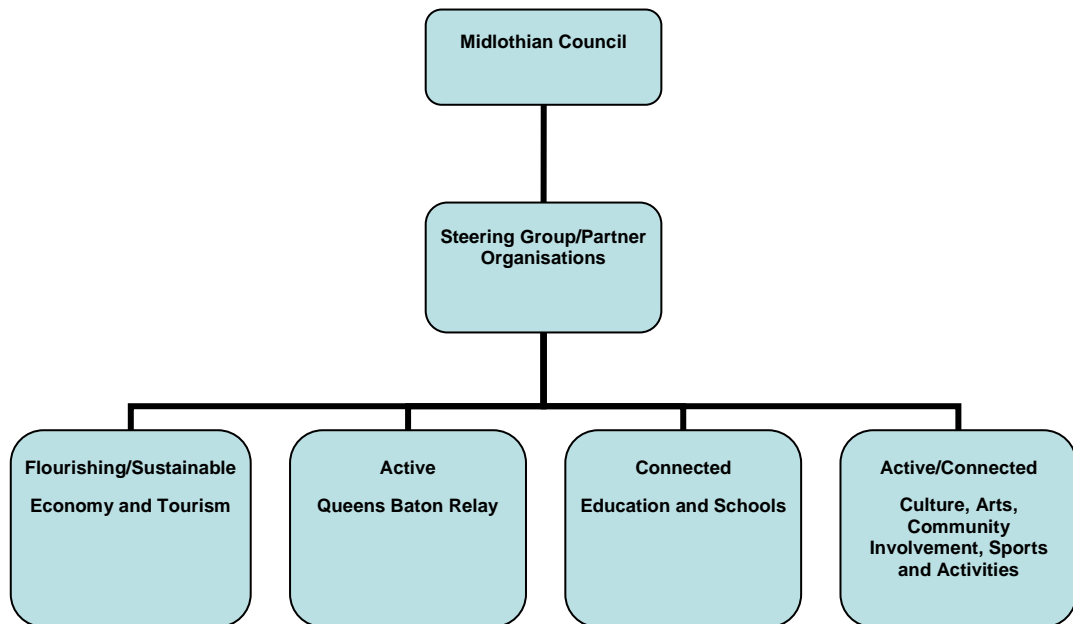 Midlothian Council
Steering Group/Partner
Organisations
Flourishing/Sustainable
Economy and Tourism
Active
Queens Baton Relay
Connected
Education and Schools
Active/Connected
Culture, Arts,
Community
Involvement, Sports
and Activities